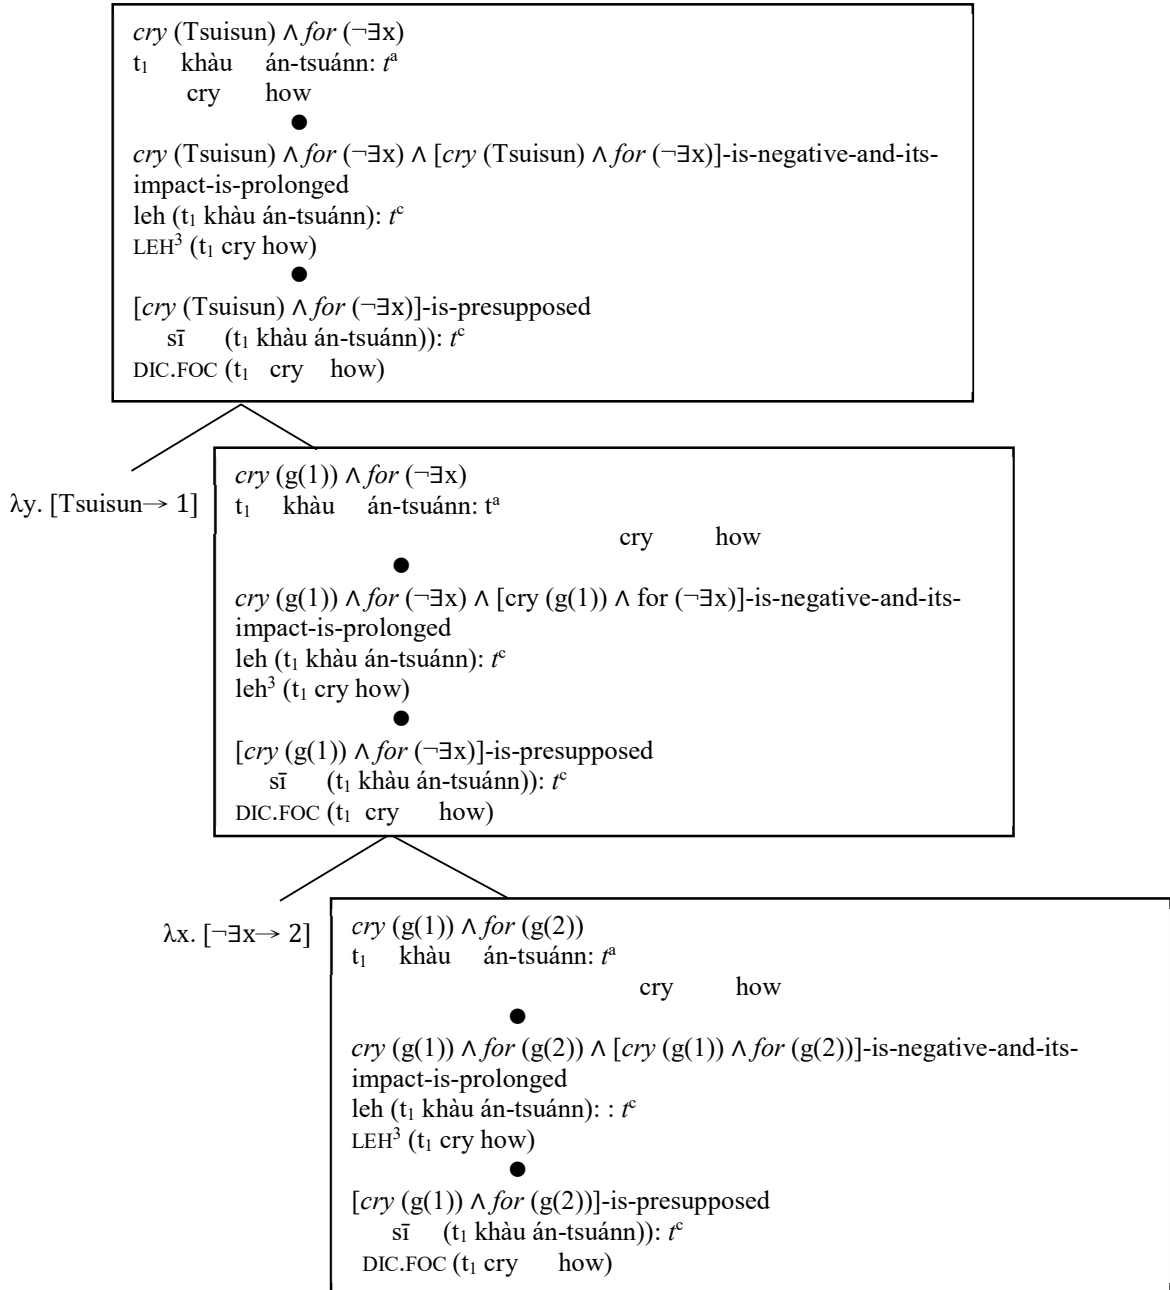 cry (Tsuisun) ∧ for (¬∃x)
t₁ khàu án-tsuánn: tᵃ
cry how
●
cry (Tsuisun) ∧ for (¬∃x) ∧ [cry (Tsuisun) ∧ for (¬∃x)]-is-negative-and-its-
impact-is-prolonged
leh (t₁ khàu án-tsuánn): tᶜ
LEH³ (t₁ cry how)
●
[cry (Tsuisun) ∧ for (¬∃x)]-is-presupposed
sī (t₁ khàu án-tsuánn)): tᶜ
DIC.FOC (t₁ cry how)
λy. [Tsuisun→ 1]
cry (g(1)) ∧ for (¬∃x)
t₁ khàu án-tsuánn: tᵃ
cry how
●
cry (g(1)) ∧ for (¬∃x) ∧ [cry (g(1)) ∧ for (¬∃x)]-is-negative-and-its-
impact-is-prolonged
leh (t₁ khàu án-tsuánn): tᶜ
leh³ (t₁ cry how)
●
[cry (g(1)) ∧ for (¬∃x)]-is-presupposed
sī (t₁ khàu án-tsuánn)): tᶜ
DIC.FOC (t₁ cry how)
λx. [¬∃x→ 2]
cry (g(1)) ∧ for (g(2))
t₁ khàu án-tsuánn: tᵃ
cry how
●
cry (g(1)) ∧ for (g(2)) ∧ [cry (g(1)) ∧ for (g(2))]-is-negative-and-its-
impact-is-prolonged
leh (t₁ khàu án-tsuánn): : tᶜ
LEH³ (t₁ cry how)
●
[cry (g(1)) ∧ for (g(2))]-is-presupposed
sī (t₁ khàu án-tsuánn)): tᶜ
DIC.FOC (t₁ cry how)